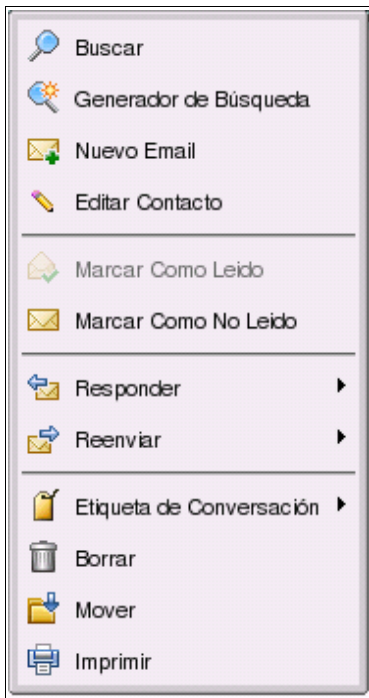 Buscar
Generador de Búsqueda
Nuevo Email
Editar Contacto
Marcar Como Leido
Marcar Como No Leido
Responder
Reenviar
Etiqueta de Conversación
Borrar
Mover
Imprimir